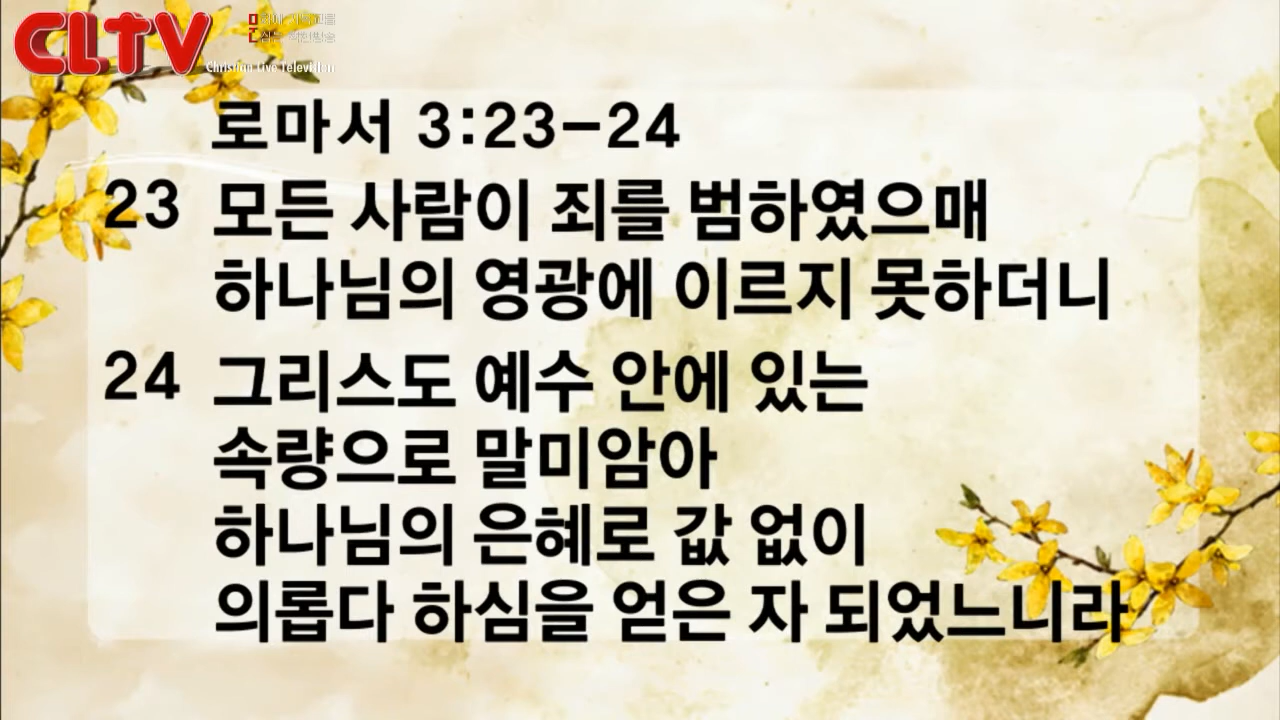 CLTV
Christian Live Television
로마서 3:23-24
23 모든 사람이 죄를 범하였으매
하나님의 영광에 이르지 못하더니
24 그리스도 예수 안에 있는
속량으로 말미암아
하나님의 은혜로 값 없이
의롭다 하심을 얻은 자 되었느니라